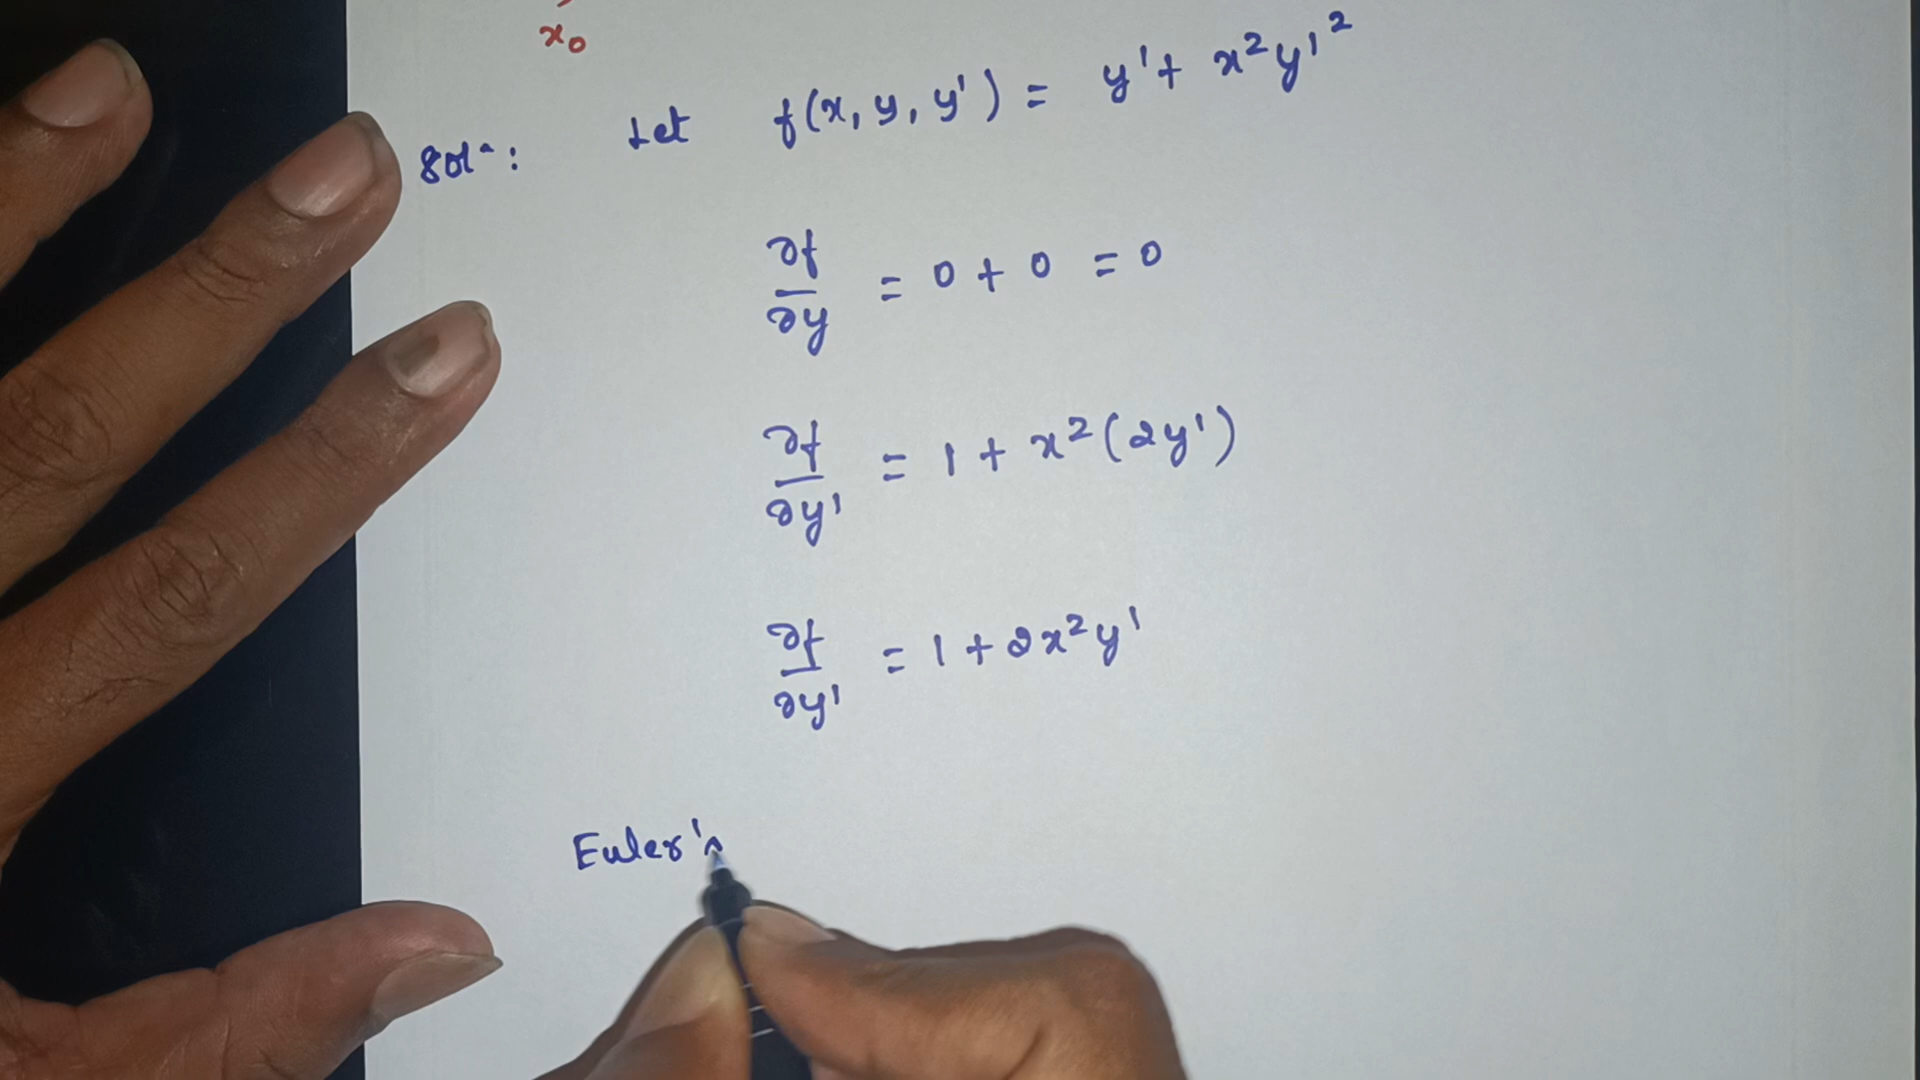 x₀
Solⁿ: Let f(x, y, y') = y' + x²y'²
∂f/∂y = 0 + 0 = 0
∂f/∂y' = 1 + x²(2y')
∂f/∂y' = 1 + 2x²y'
Euler's